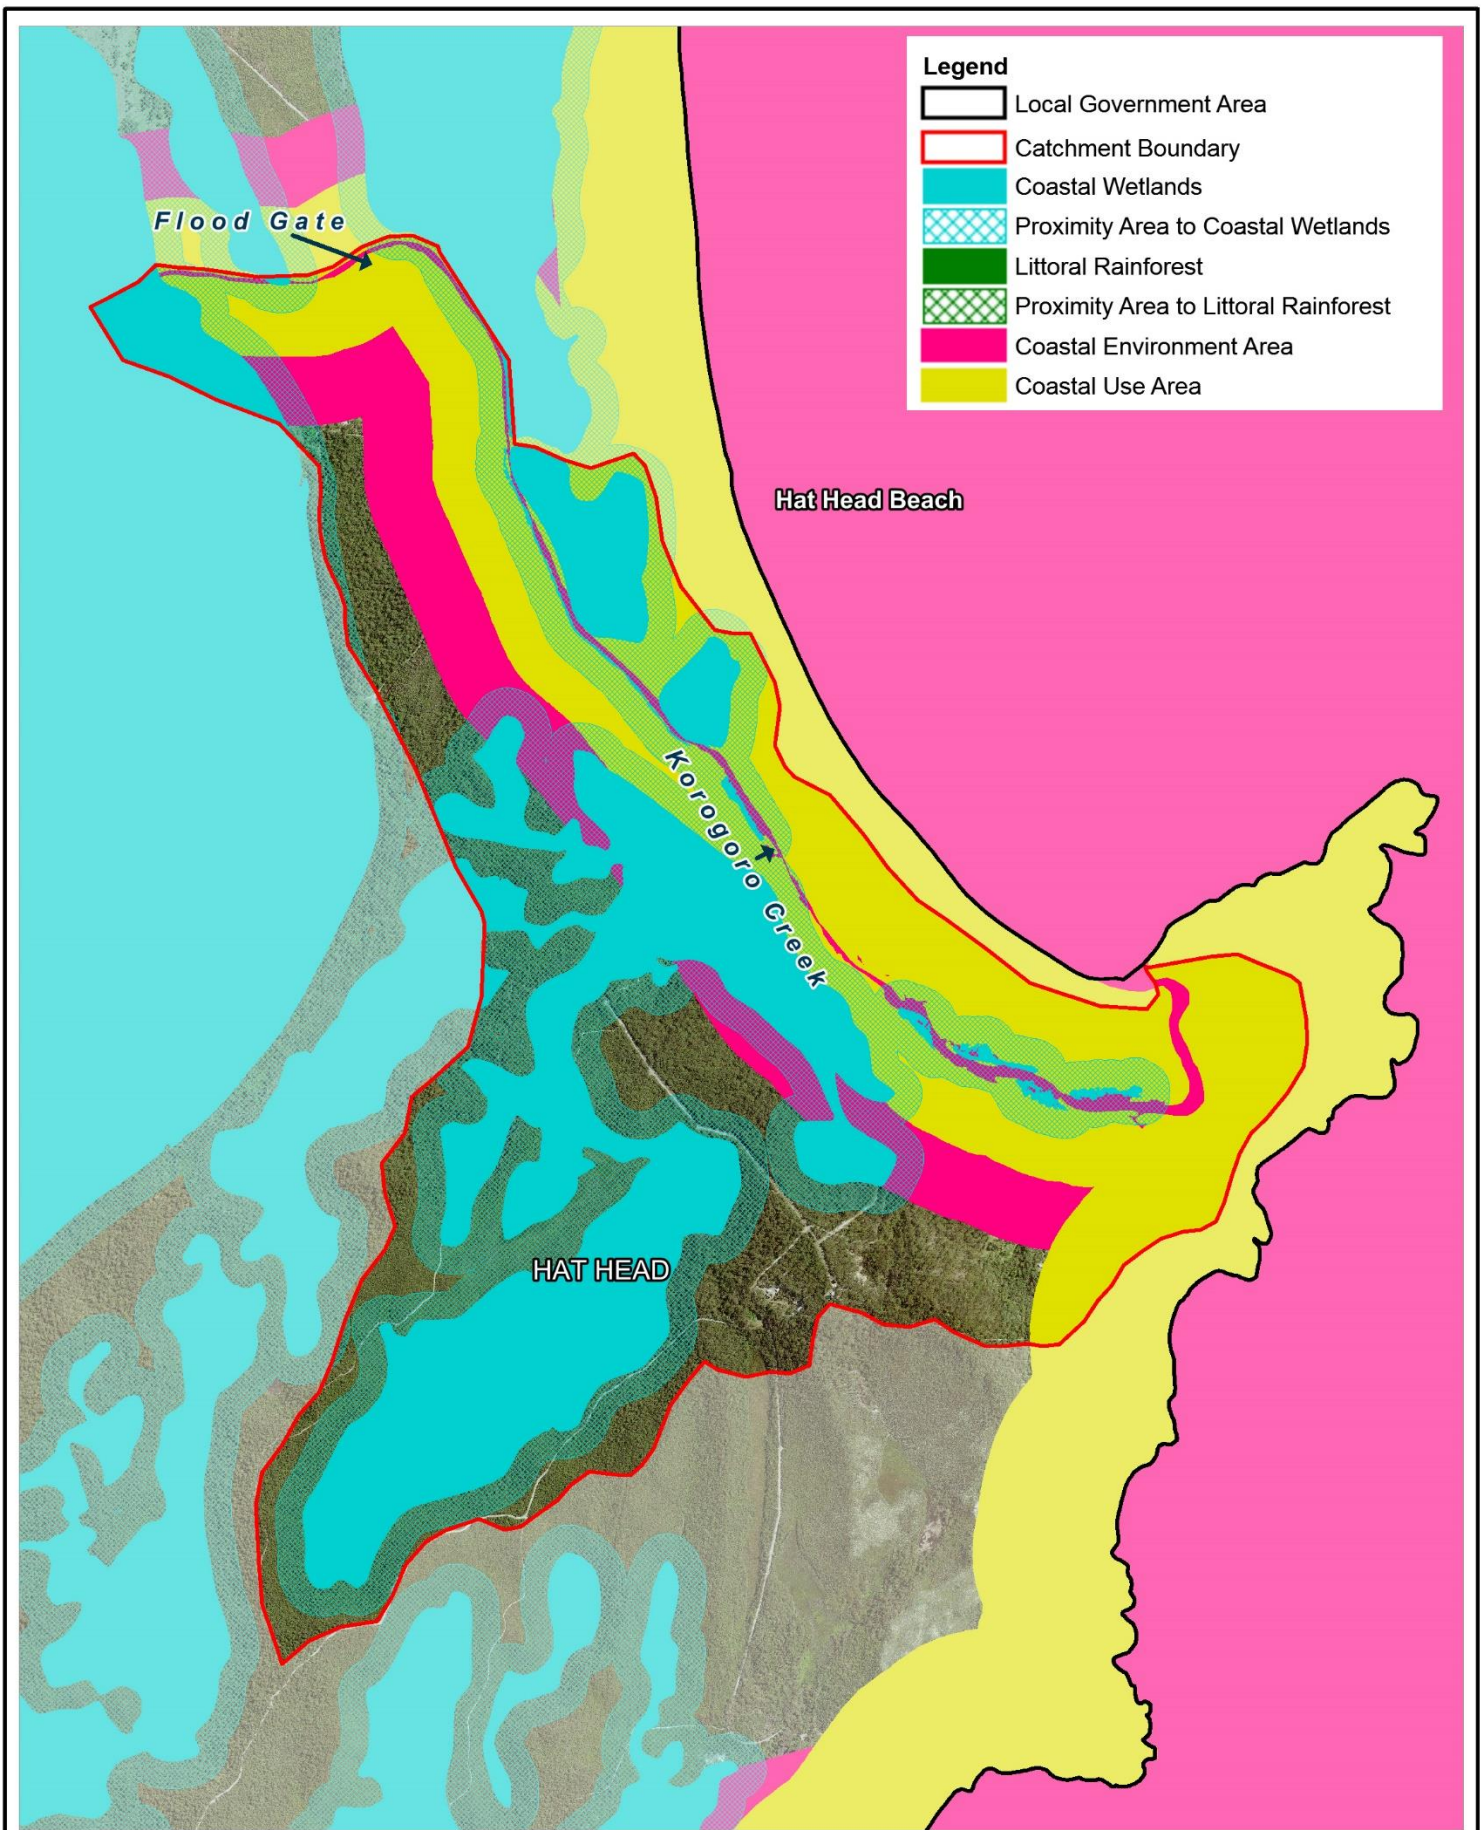 Legend
Local Government Area
Catchment Boundary
Coastal Wetlands
Proximity Area to Coastal Wetlands
Littoral Rainforest
Proximity Area to Littoral Rainforest
Coastal Environment Area
Coastal Use Area
Flood Gate
Hat Head Beach
Korogoro Creek
HAT HEAD